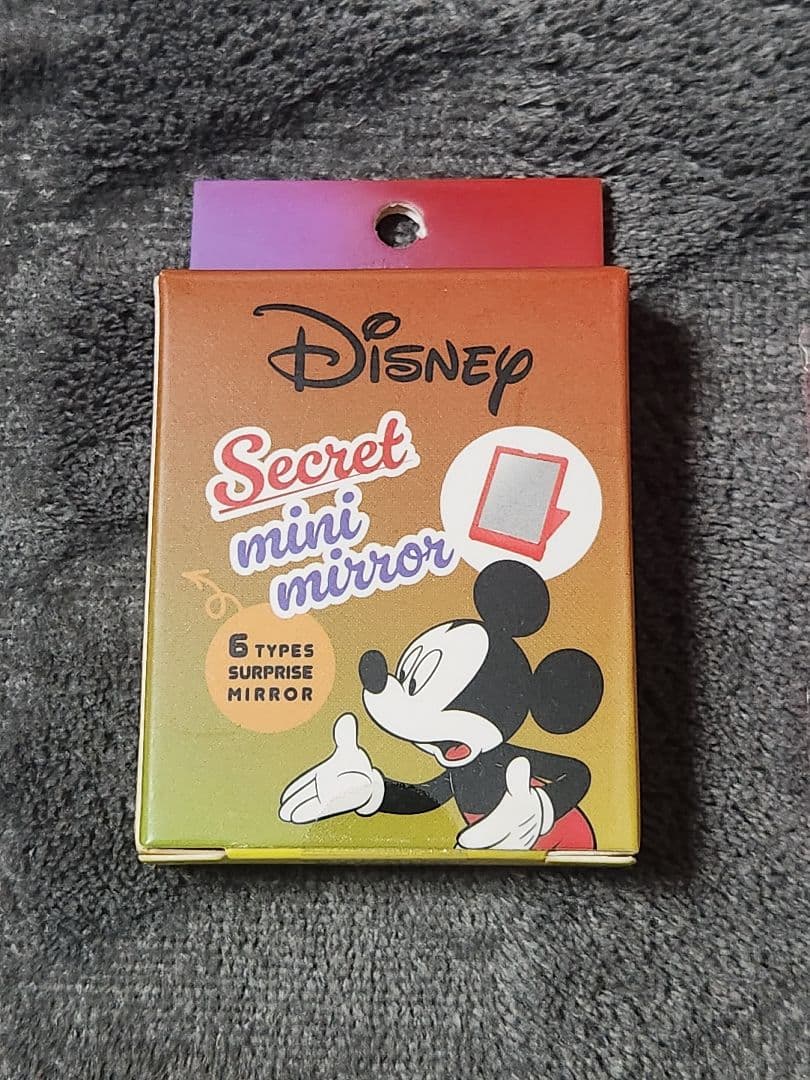 Disney
Secret
mini
mirror
6 TYPES
SURPRISE
MIRROR